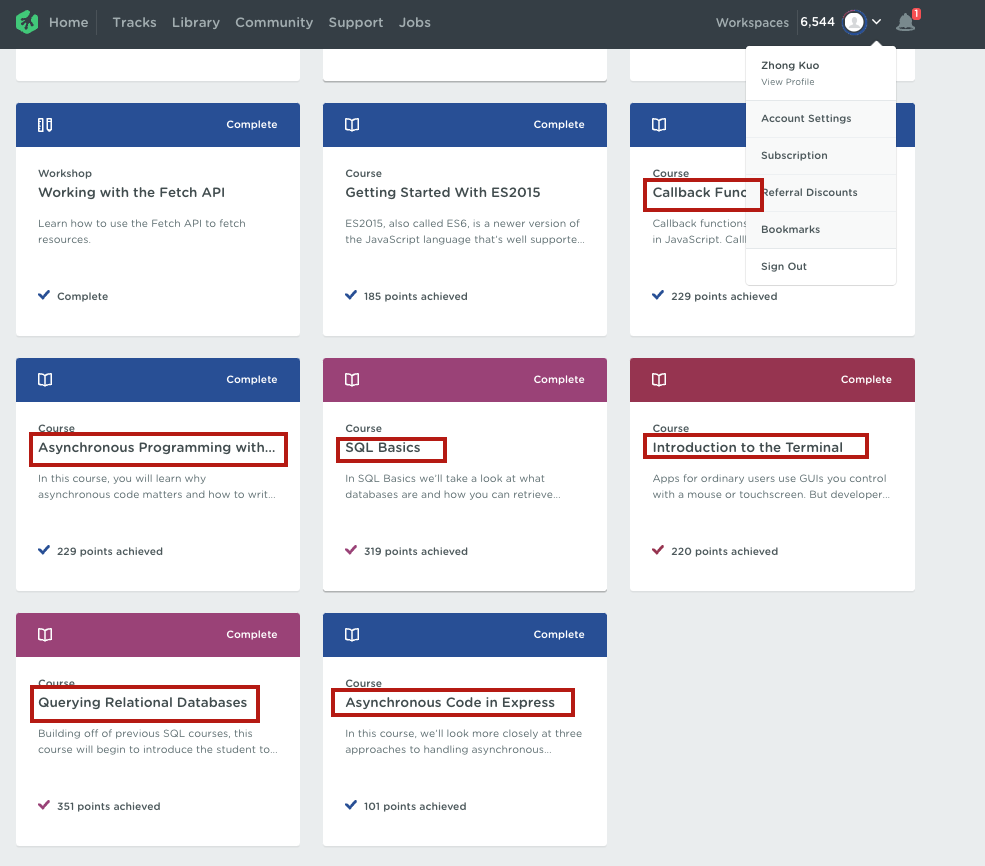 Home Tracks Library Community Support Jobs Workspaces 6,544 1
Zhong Kuo
View Profile
Account Settings
Subscription
Referral Discounts
Bookmarks
Sign Out
Complete
Workshop
Working with the Fetch API
Learn how to use the Fetch API to fetch
resources.
Complete
Complete
Course
Getting Started With ES2015
ES2015, also called ES6, is a newer version of
the JavaScript language that's well supporte...
185 points achieved
Course
Callback Func
Callback functions
in JavaScript. Call
229 points achieved
Complete
Course
Asynchronous Programming with...
In this course, you will learn why
asynchronous code matters and how to writ...
229 points achieved
Complete
Course
SQL Basics
In SQL Basics we'll take a look at what
databases are and how you can retrieve...
319 points achieved
Complete
Course
Introduction to the Terminal
Apps for ordinary users use GUIs you control
with a mouse or touchscreen. But developer...
220 points achieved
Complete
Course
Querying Relational Databases
Building off of previous SQL courses, this
course will begin to introduce the student to...
351 points achieved
Complete
Course
Asynchronous Code in Express
In this course, we'll look more closely at three
approaches to handling asynchronous...
101 points achieved